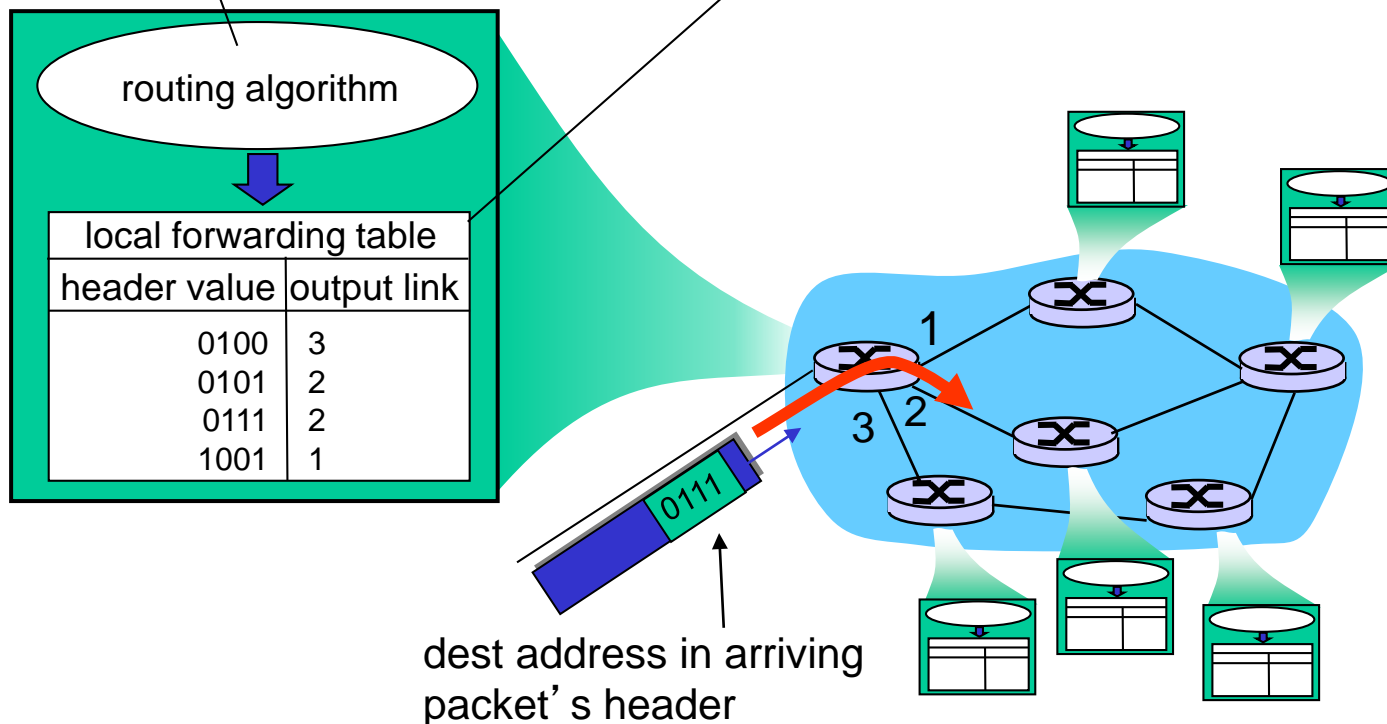 routing algorithm
local forwarding table
header value output link
0100 3
0101 2
0111 2
1001 1
1
2
3
0111
dest address in arriving
packet’s header